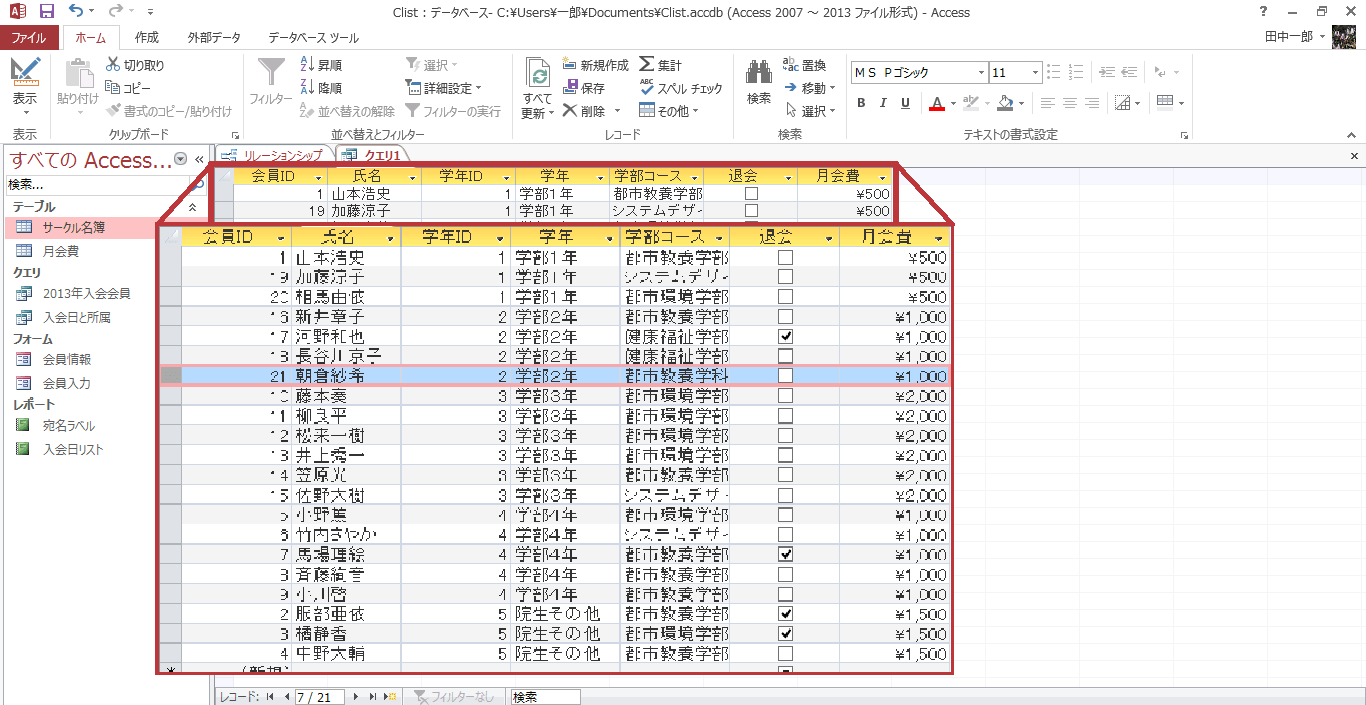 Clist : データベース- C:¥Users¥一郎¥Documents¥Clist.accdb (Access 2007 ～ 2013 ファイル形式) - Access
ファイル ホーム 作成 外部データ データベース ツール 田中一郎
表示 貼り付け 切取り コピー 書式のコピー/貼り付け
フィルター 昇順 降順 並べ替えの解除 選択 詳細設定 フィルターの実行
すべて 更新 新規作成 保存 削除 集計 スペル チェック その他
検索 置換 移動 選択
ＭＳ Ｐゴシック 11
B I U A
表示 クリップボード 並べ替えとフィルター レコード 検索 テキストの書式設定
すべての Access... «
検索...
テーブル
サークル名簿
月会費
クエリ
2013年入会会員
入会日と所属
フォーム
会員情報
会員入力
レポート
宛名ラベル
入会日リスト
リレーションシップ クエリ1
会員ID 氏名 学年ID 学年 学部コース 退会 月会費
1 山本浩史 1 学部1年 都市教養学部 ¥500
19 加藤涼子 1 学部1年 システムデザイ ¥500
会員ID 氏名 学年ID 学年 学部コース 退会 月会費
1 山本浩史 1 学部1年 都市教養学部 ¥500
19 加藤涼子 1 学部1年 システムデザイ ¥500
20 相馬由依 1 学部1年 都市環境学部 ¥500
16 新井章子 2 学部2年 都市教養学部 ¥1,000
17 河野和也 2 学部2年 健康福祉学部 ¥1,000
18 長谷川京子 2 学部2年 健康福祉学部 ¥1,000
21 朝倉紗希 2 学部2年 都市教養学科 ¥1,000
10 藤本 3 学部3年 都市環境学部 ¥2,000
11 柳良平 3 学部3年 都市環境学部 ¥2,000
12 松来一樹 3 学部3年 都市環境学部 ¥2,000
13 井上 3 学部3年 都市環境学部 ¥2,000
14 笠原光 3 学部3年 都市教養学部 ¥2,000
15 佐野大樹 3 学部3年 システムデザイ ¥2,000
5 小野篤 4 学部4年 都市環境学部 ¥1,000
6 竹内さやか 4 学部4年 システムデザイ ¥1,000
7 馬場理絵 4 学部4年 都市教養学部 ¥1,000
8 斉藤 4 学部4年 都市教養学部 ¥1,000
9 小川啓 4 学部4年 都市教養学部 ¥1,000
2 服部亜依 5 院生その他 都市教養学部 ¥1,500
3 橘静香 5 院生その他 都市環境学部 ¥1,500
4 中野大輔 5 院生その他 都市教養学部 ¥1,500
* (新規)
レコード: 7 / 21 フィルターなし 検索